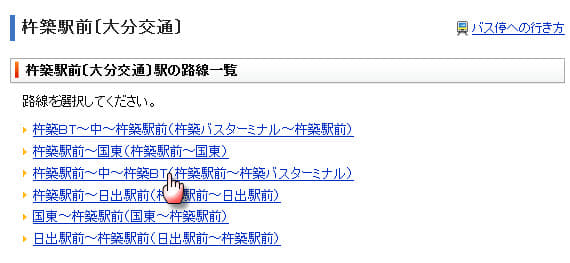 杵築駅前〔大分交通〕
バス停への行き方
杵築駅前〔大分交通〕駅の路線一覧
路線を選択してください。
杵築BT～中～杵築駅前(杵築バスターミナル～杵築駅前)
杵築駅前～国東(杵築駅前～国東)
杵築駅前～中～杵築BT(杵築駅前～杵築バスターミナル)
杵築駅前～日出駅前(杵築駅前～日出駅前)
国東～杵築駅前(国東～杵築駅前)
日出駅前～杵築駅前(日出駅前～杵築駅前)